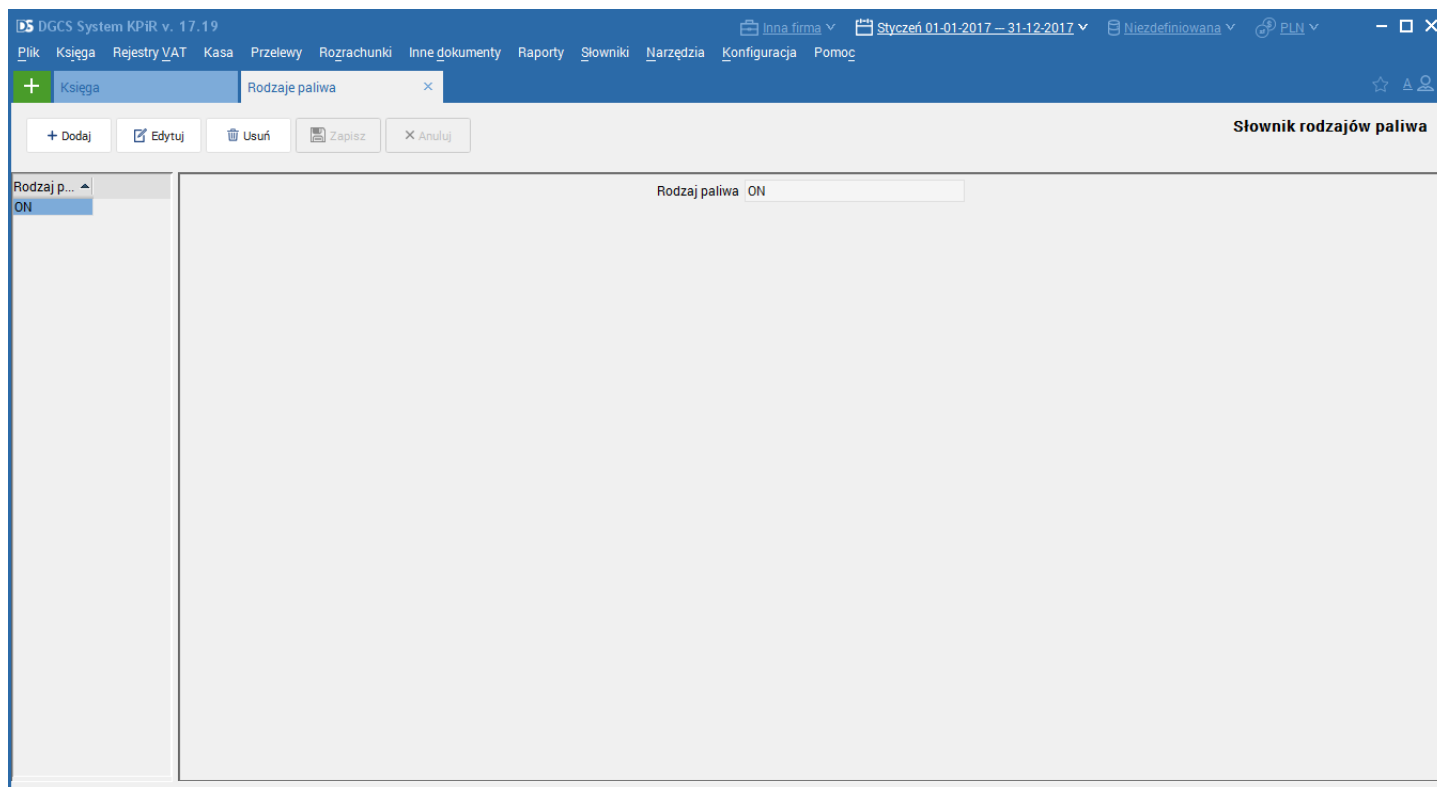 DS DGCS System KPiR v. 17.19 Inna firma Styczeń 01-01-2017 — 31-12-2017 Niezdefiniowana PLN
Plik Księga Rejestry VAT Kasa Przelewy Rozrachunki Inne dokumenty Raporty Słowniki Narzędzia Konfiguracja Pomoc
+ Księga Rodzaje paliwa × A
+ Dodaj Edytuj Usuń Zapisz × Anuluj Słownik rodzajów paliwa
Rodzaj p... Rodzaj paliwa ON
ON